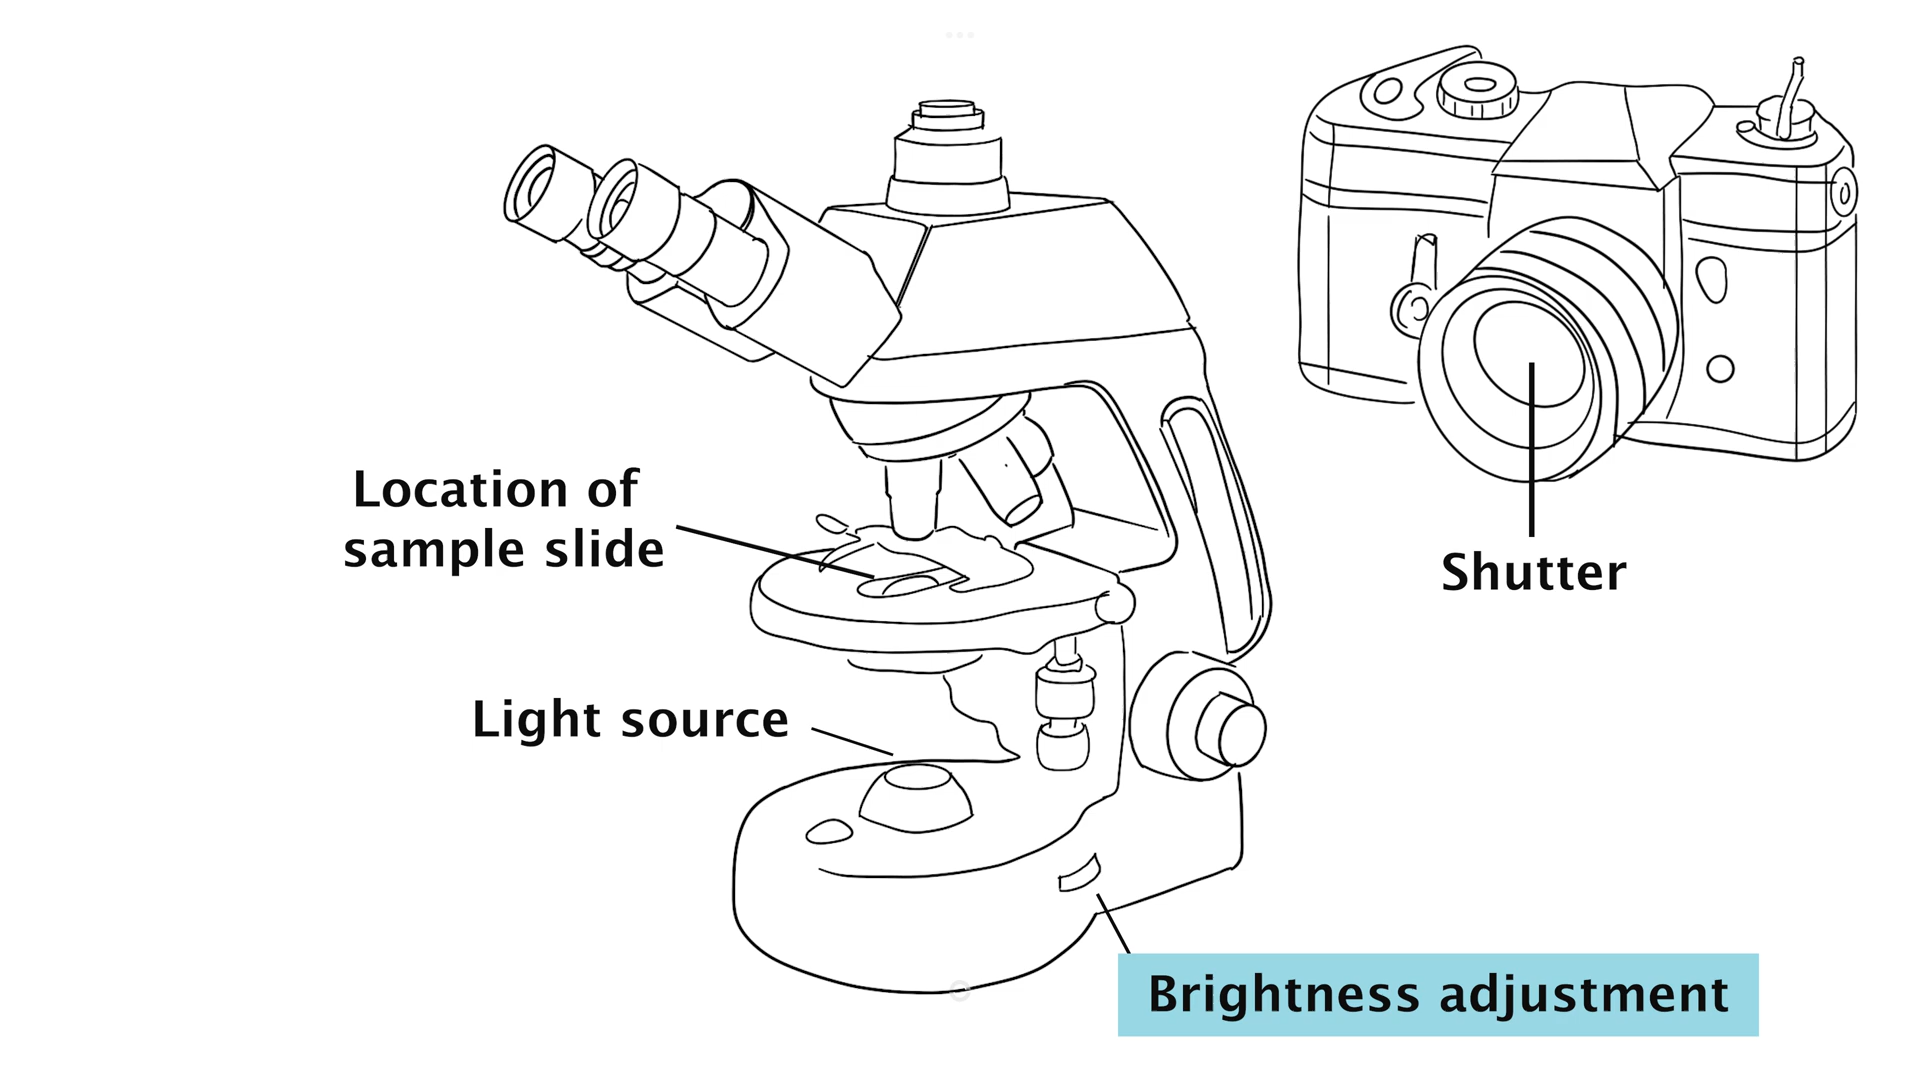 Location of
sample slide
Shutter
Light source
Brightness adjustment